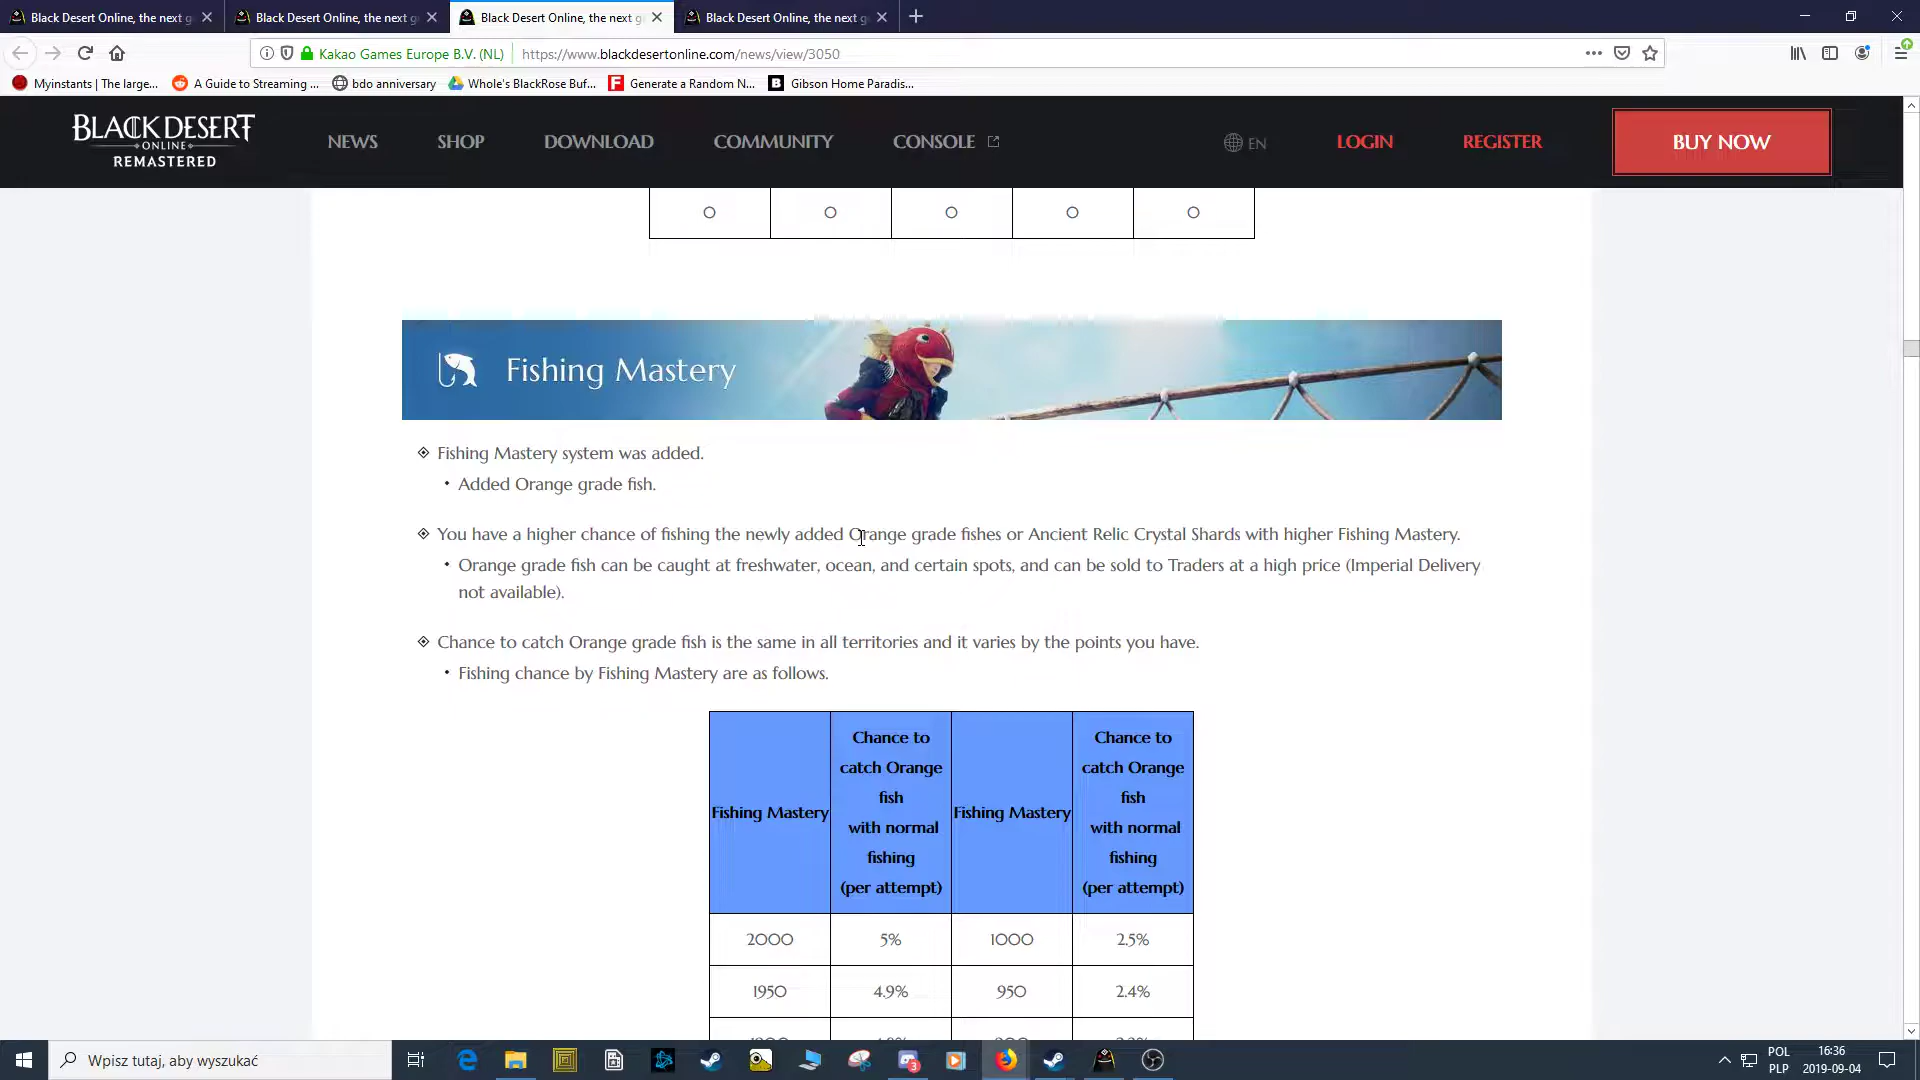 Black Desert Online, the next g
Black Desert Online, the next g
Black Desert Online, the next g
Black Desert Online, the next g
Kakao Games Europe B.V. (NL)
https://www.blackdesertonline.com/news/view/3050
Myinstants | The large...
A Guide to Streaming ...
bdo anniversary
Whole's BlackRose Buf...
Generate a Random N...
Gibson Home Paradis...
BLACK DESERT
ONLINE
REMASTERED
NEWS
SHOP
DOWNLOAD
COMMUNITY
CONSOLE
EN
LOGIN
REGISTER
BUY NOW
Fishing Mastery
Fishing Mastery system was added.
Added Orange grade fish.
You have a higher chance of fishing the newly added Orange grade fishes or Ancient Relic Crystal Shards with higher Fishing Mastery.
Orange grade fish can be caught at freshwater, ocean, and certain spots, and can be sold to Traders at a high price (Imperial Delivery
not available).
Chance to catch Orange grade fish is the same in all territories and it varies by the points you have.
Fishing chance by Fishing Mastery are as follows.
Fishing Mastery
Chance to
catch Orange
fish
with normal
fishing
(per attempt)
Fishing Mastery
Chance to
catch Orange
fish
with normal
fishing
(per attempt)
2000 5% 1000 2.5%
1950 4.9% 950 2.4%
Wpisz tutaj, aby wyszukać
3
POL
PLP
16:36
2019-09-04